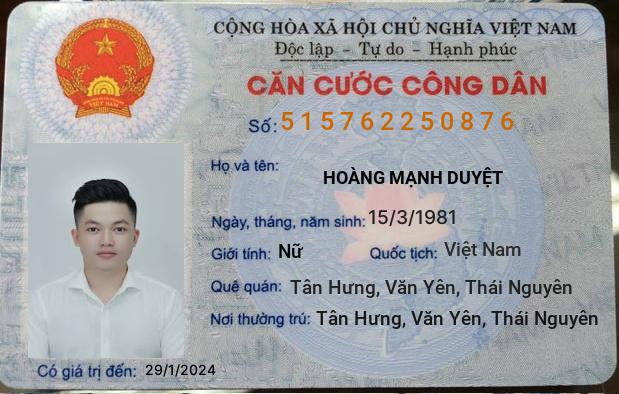 CỘNG HÒA XÃ HỘI CHỦ NGHĨA VIỆT NAM
Độc lập - Tự do - Hạnh phúc
CĂN CƯỚC CÔNG DÂN
Số: 515762250876
Họ và tên:
HOÀNG MẠNH DUYỆT
Ngày, tháng, năm sinh: 15/3/1981
Giới tính: Nữ Quốc tịch: Việt Nam
Quê quán: Tân Hưng, Văn Yên, Thái Nguyên
Nơi thường trú: Tân Hưng, Văn Yên, Thái Nguyên
Có giá trị đến: 29/1/2024
VIỆT NAM